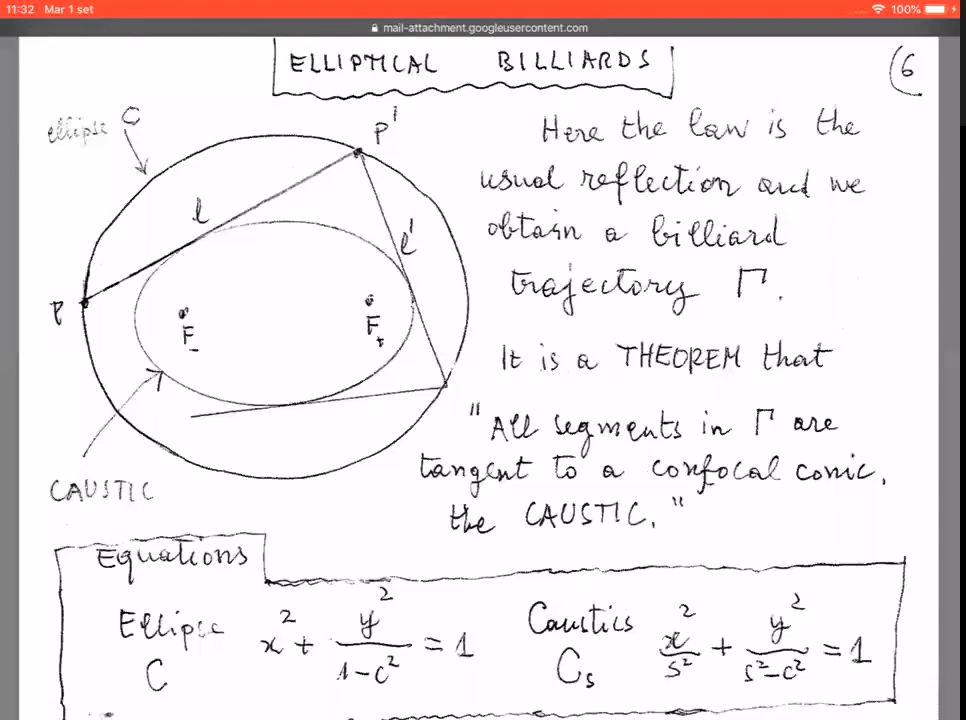 11:32 Mar 1 set
100%
mail-attachment.googleusercontent.com
ELLIPTICAL BILLIARDS
6
ellipse C
P'
l
l'
P
F₋
F₊
CAUSTIC
Here the law is the
usual reflection and we
obtain a billiard
trajectory Γ.
It is a THEOREM that
"All segments in Γ are
tangent to a confocal conic,
the CAUSTIC."
Equations
Ellipse C x² + y²/(1-c²) = 1
Caustics Cₛ x²/s² + y²/(s²-c²) = 1